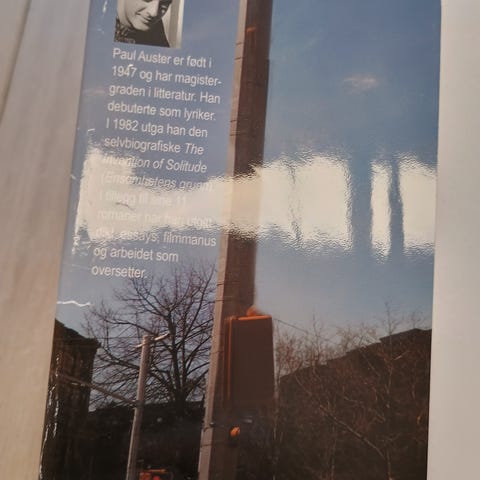 Paul Auster er født i
1947 og har magister-
graden i litteratur. Han
debuterte som lyriker.
I 1982 utga han den
selvbiografiske The
Invention of Solitude
(Ensomhetens grunn)
I tillegg til sine 11
romaner har han utgitt
dikt, essays, filmmanus
og arbeidet som
oversetter.